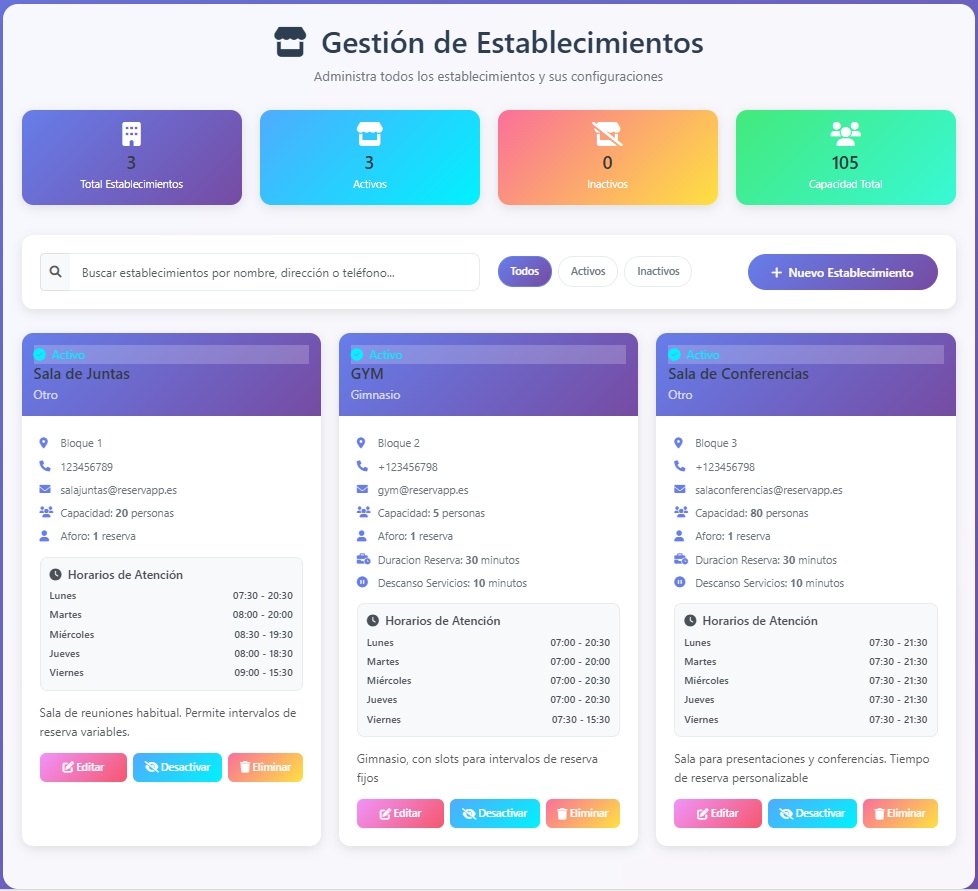 Gestión de Establecimientos
Administra todos los establecimientos y sus configuraciones
3
Total Establecimientos
3
Activos
0
Inactivos
105
Capacidad Total
Buscar establecimientos por nombre, dirección o teléfono...
Todos
Activos
Inactivos
+ Nuevo Establecimiento
Activo
Sala de Juntas
Otro
Bloque 1
123456789
salajuntas@reservapp.es
Capacidad: 20 personas
Aforo: 1 reserva
Horarios de Atención
Lunes 07:30 - 20:30
Martes 08:00 - 20:00
Miércoles 08:30 - 19:30
Jueves 08:00 - 18:30
Viernes 09:00 - 15:30
Sala de reuniones habitual. Permite intervalos de
reserva variables.
Editar Desactivar Eliminar
Activo
GYM
Gimnasio
Bloque 2
+123456798
gym@reservapp.es
Capacidad: 5 personas
Aforo: 1 reserva
Duracion Reserva: 30 minutos
Descanso Servicios: 10 minutos
Horarios de Atención
Lunes 07:00 - 20:30
Martes 07:00 - 20:00
Miércoles 07:00 - 20:30
Jueves 07:00 - 20:30
Viernes 07:30 - 15:30
Gimnasio, con slots para intervalos de reserva
fijos
Editar Desactivar Eliminar
Activo
Sala de Conferencias
Otro
Bloque 3
+123456798
salaconferencias@reservapp.es
Capacidad: 80 personas
Aforo: 1 reserva
Duracion Reserva: 30 minutos
Descanso Servicios: 10 minutos
Horarios de Atención
Lunes 07:30 - 21:30
Martes 07:30 - 21:30
Miércoles 07:30 - 21:30
Jueves 07:30 - 21:30
Viernes 07:30 - 21:30
Sala para presentaciones y conferencias. Tiempo
de reserva personalizable
Editar Desactivar Eliminar